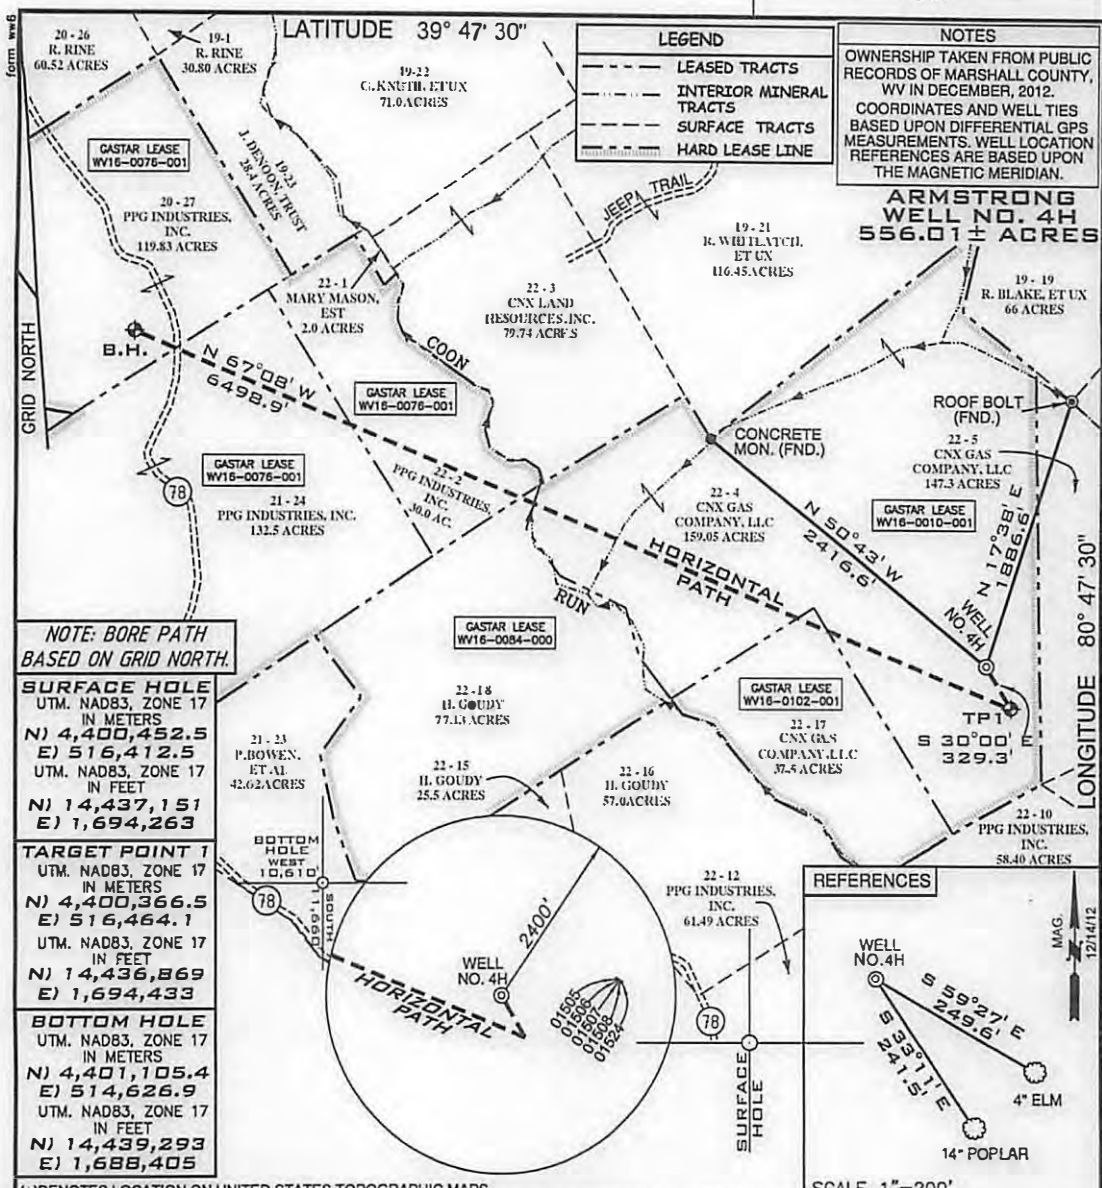 form ww6
LATITUDE 39° 47' 30"
20 - 26
R. RINE
60.52 ACRES
19-1
R. RINE
30.80 ACRES
19-22
ET UX
71.0 ACRES
LEGEND
LEASED TRACTS
INTERIOR MINERAL
TRACTS
SURFACE TRACTS
HARD LEASE LINE
NOTES
OWNERSHIP TAKEN FROM PUBLIC
RECORDS OF MARSHALL COUNTY,
WV IN DECEMBER, 2012.
COORDINATES AND WELL TIES
BASED UPON DIFFERENTIAL GPS
MEASUREMENTS. WELL LOCATION
REFERENCES ARE BASED UPON
THE MAGNETIC MERIDIAN.
ARMSTRONG
WELL NO. 4H
556.01± ACRES
GASTAR LEASE
WV16-0076-001
19-23
J. DENOON, TRUST
28.4 ACRES
20 - 27
PPG INDUSTRIES,
INC.
119.83 ACRES
JEEP TRAIL
19 - 21
R. WHITLATCH,
ET UX
116.45 ACRES
19 - 19
R. BLAKE, ET UX
66 ACRES
22 - 1
MARY MASON,
EST
2.0 ACRES
22 - 3
CNX LAND
RESOURCES, INC.
79.74 ACRES
GRID NORTH
B.H.
N 67°08' W
6498.9'
COON
GASTAR LEASE
WV16-0076-001
ROOF BOLT
(FND.)
CONCRETE
MON. (FND.)
22 - 5
CNX GAS
COMPANY, LLC
147.3 ACRES
GASTAR LEASE
WV16-0076-001
21 - 24
PPG INDUSTRIES, INC.
132.5 ACRES
78
22 - 2
PPG INDUSTRIES,
INC.
30.0 AC.
22 - 4
CNX GAS
COMPANY, LLC
159.05 ACRES
GASTAR LEASE
WV16-0010-001
N 50°43' W
2416.6'
N 17°38' E
1886.6'
HORIZONTAL
PATH
RUN
WELL
NO. 4H
LONGITUDE 80° 47' 30"
NOTE: BORE PATH
BASED ON GRID NORTH.
GASTAR LEASE
WV16-0084-000
GASTAR LEASE
WV16-0102-001
TP1
S 30°00' E
329.3'
SURFACE HOLE
UTM. NAD83, ZONE 17
IN METERS
N) 4,400,452.5
E) 516,412.5
UTM. NAD83, ZONE 17
IN FEET
N) 14,437,151
E) 1,694,263
22 - 18
H. GOUDY
77.13 ACRES
22 - 17
CNX GAS
COMPANY, LLC
37.5 ACRES
21 - 23
P. BOWEN,
ET AL
42.62 ACRES
22 - 15
H. GOUDY
25.5 ACRES
22 - 16
H. GOUDY
57.0 ACRES
22 - 10
PPG INDUSTRIES,
INC.
58.40 ACRES
TARGET POINT 1
UTM. NAD83, ZONE 17
IN METERS
N) 4,400,366.5
E) 516,464.1
UTM. NAD83, ZONE 17
IN FEET
N) 14,436,869
E) 1,694,433
BOTTOM
HOLE
WEST
10,610'
SOUTH
11,660'
78
22 - 12
PPG INDUSTRIES,
INC.
61.49 ACRES
2400'
WELL
NO. 4H
HORIZONTAL
PATH
01505
01506
01507
01508
01524
78
SURFACE
HOLE
BOTTOM HOLE
UTM. NAD83, ZONE 17
IN METERS
N) 4,401,105.4
E) 514,626.9
UTM. NAD83, ZONE 17
IN FEET
N) 14,439,293
E) 1,688,405
REFERENCES
MAG.
12/14/12
WELL
NO. 4H
S 59°27' E
249.6'
S 33°11' E
241.5'
4" ELM
14" POPLAR
DENOTES LOCATION ON UNITED STATES TOPOGRAPHIC MAPS
SCALE 1"=200'